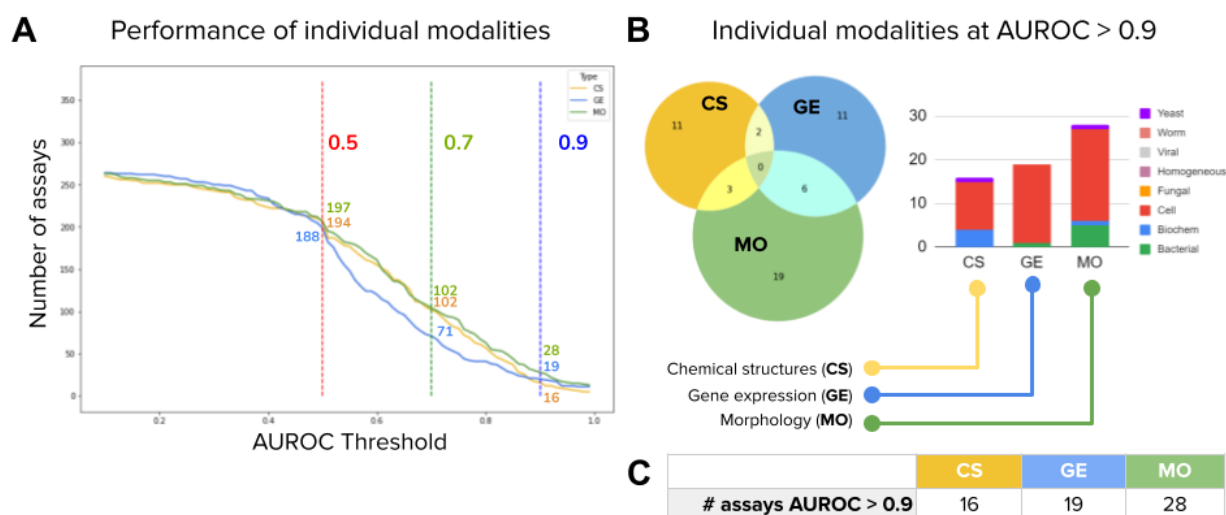 A Performance of individual modalities
Number of assays
350
300
250
200
150
100
50
0
0.2
0.4
0.6
0.8
1.0
AUROC Threshold
Type
CS
GE
MO
0.5
0.7
0.9
197
194
188
102
102
71
28
19
16
B Individual modalities at AUROC > 0.9
CS
GE
MO
11
2
11
0
3
6
19
30
20
10
0
CS GE MO
Yeast
Worm
Viral
Homogeneous
Fungal
Cell
Biochem
Bacterial
Chemical structures (CS)
Gene expression (GE)
Morphology (MO)
C
CS GE MO
# assays AUROC > 0.9 16 19 28